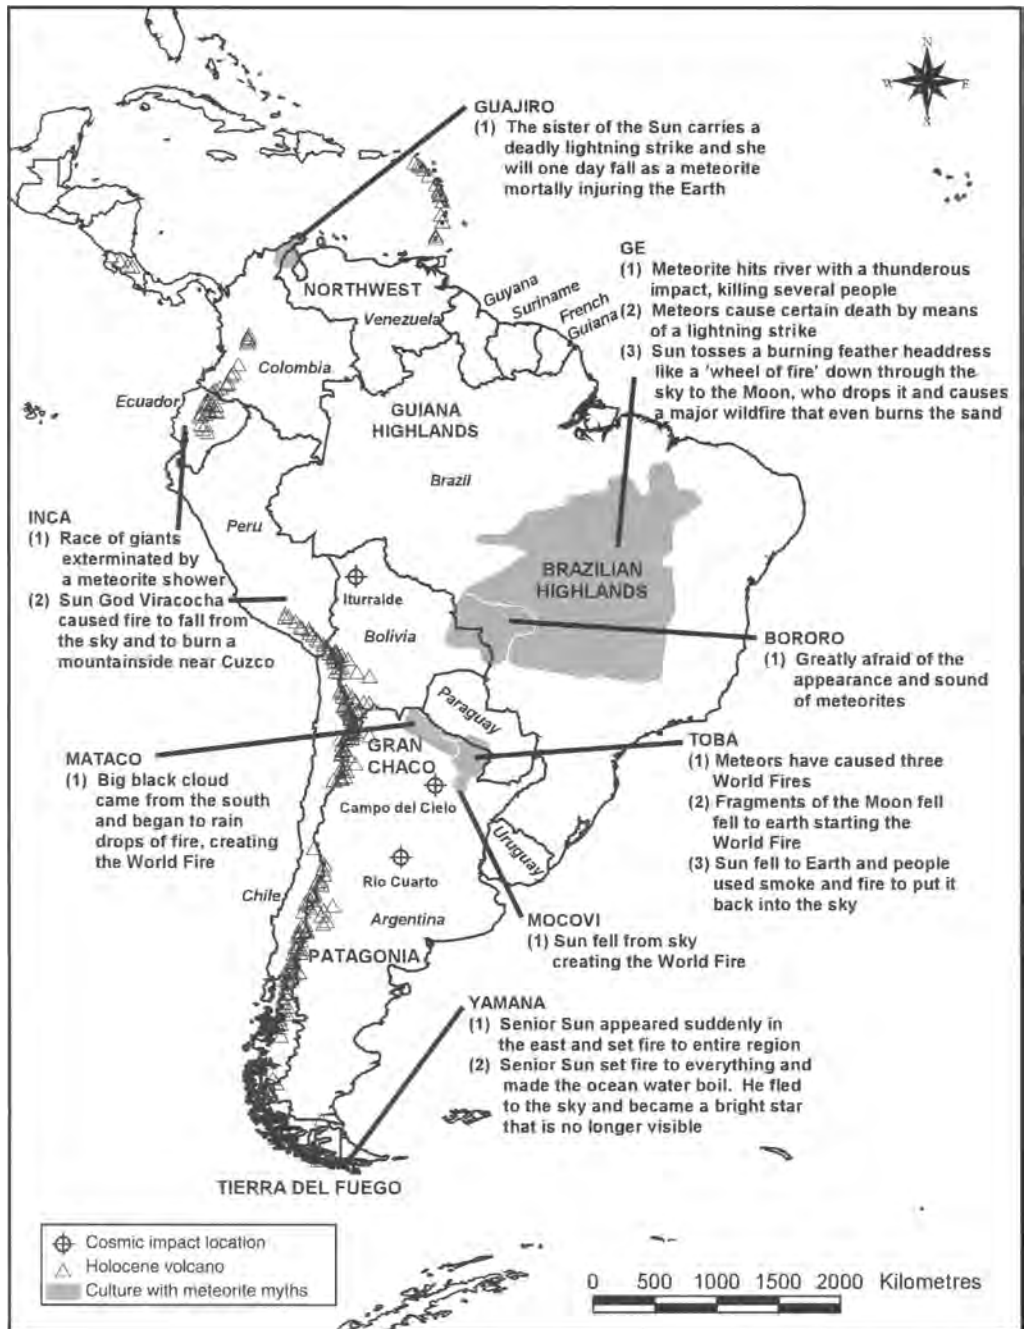 N
W
E
S
GUAJIRO
(1) The sister of the Sun carries a
deadly lightning strike and she
will one day fall as a meteorite
mortally injuring the Earth
GE
(1) Meteorite hits river with a thunderous
impact, killing several people
(2) Meteors cause certain death by means
of a lightning strike
(3) Sun tosses a burning feather headdress
like a 'wheel of fire' down through the
sky to the Moon, who drops it and causes
a major wildfire that even burns the sand
NORTHWEST
Venezuela
Guyana
Suriname
French
Guiana
Colombia
Ecuador
GUIANA
HIGHLANDS
Brazil
INCA
(1) Race of giants
exterminated by
a meteorite shower
(2) Sun God Viracocha
caused fire to fall from
the sky and to burn a
mountainside near Cuzco
Peru
Iturralde
Bolivia
BRAZILIAN
HIGHLANDS
BORORO
(1) Greatly afraid of the
appearance and sound
of meteorites
Paraguay
MATACO
(1) Big black cloud
came from the south
and began to rain
drops of fire, creating
the World Fire
GRAN
CHACO
Campo del Cielo
TOBA
(1) Meteors have caused three
World Fires
(2) Fragments of the Moon fell
fell to earth starting the
World Fire
(3) Sun fell to Earth and people
used smoke and fire to put it
back into the sky
Uruguay
Rio Cuarto
Chile
Argentina
MOCOVI
(1) Sun fell from sky
creating the World Fire
PATAGONIA
YAMANA
(1) Senior Sun appeared suddenly in
the east and set fire to entire region
(2) Senior Sun set fire to everything and
made the ocean water boil. He fled
to the sky and became a bright star
that is no longer visible
TIERRA DEL FUEGO
Cosmic impact location
Holocene volcano
Culture with meteorite myths
0 500 1000 1500 2000 Kilometres